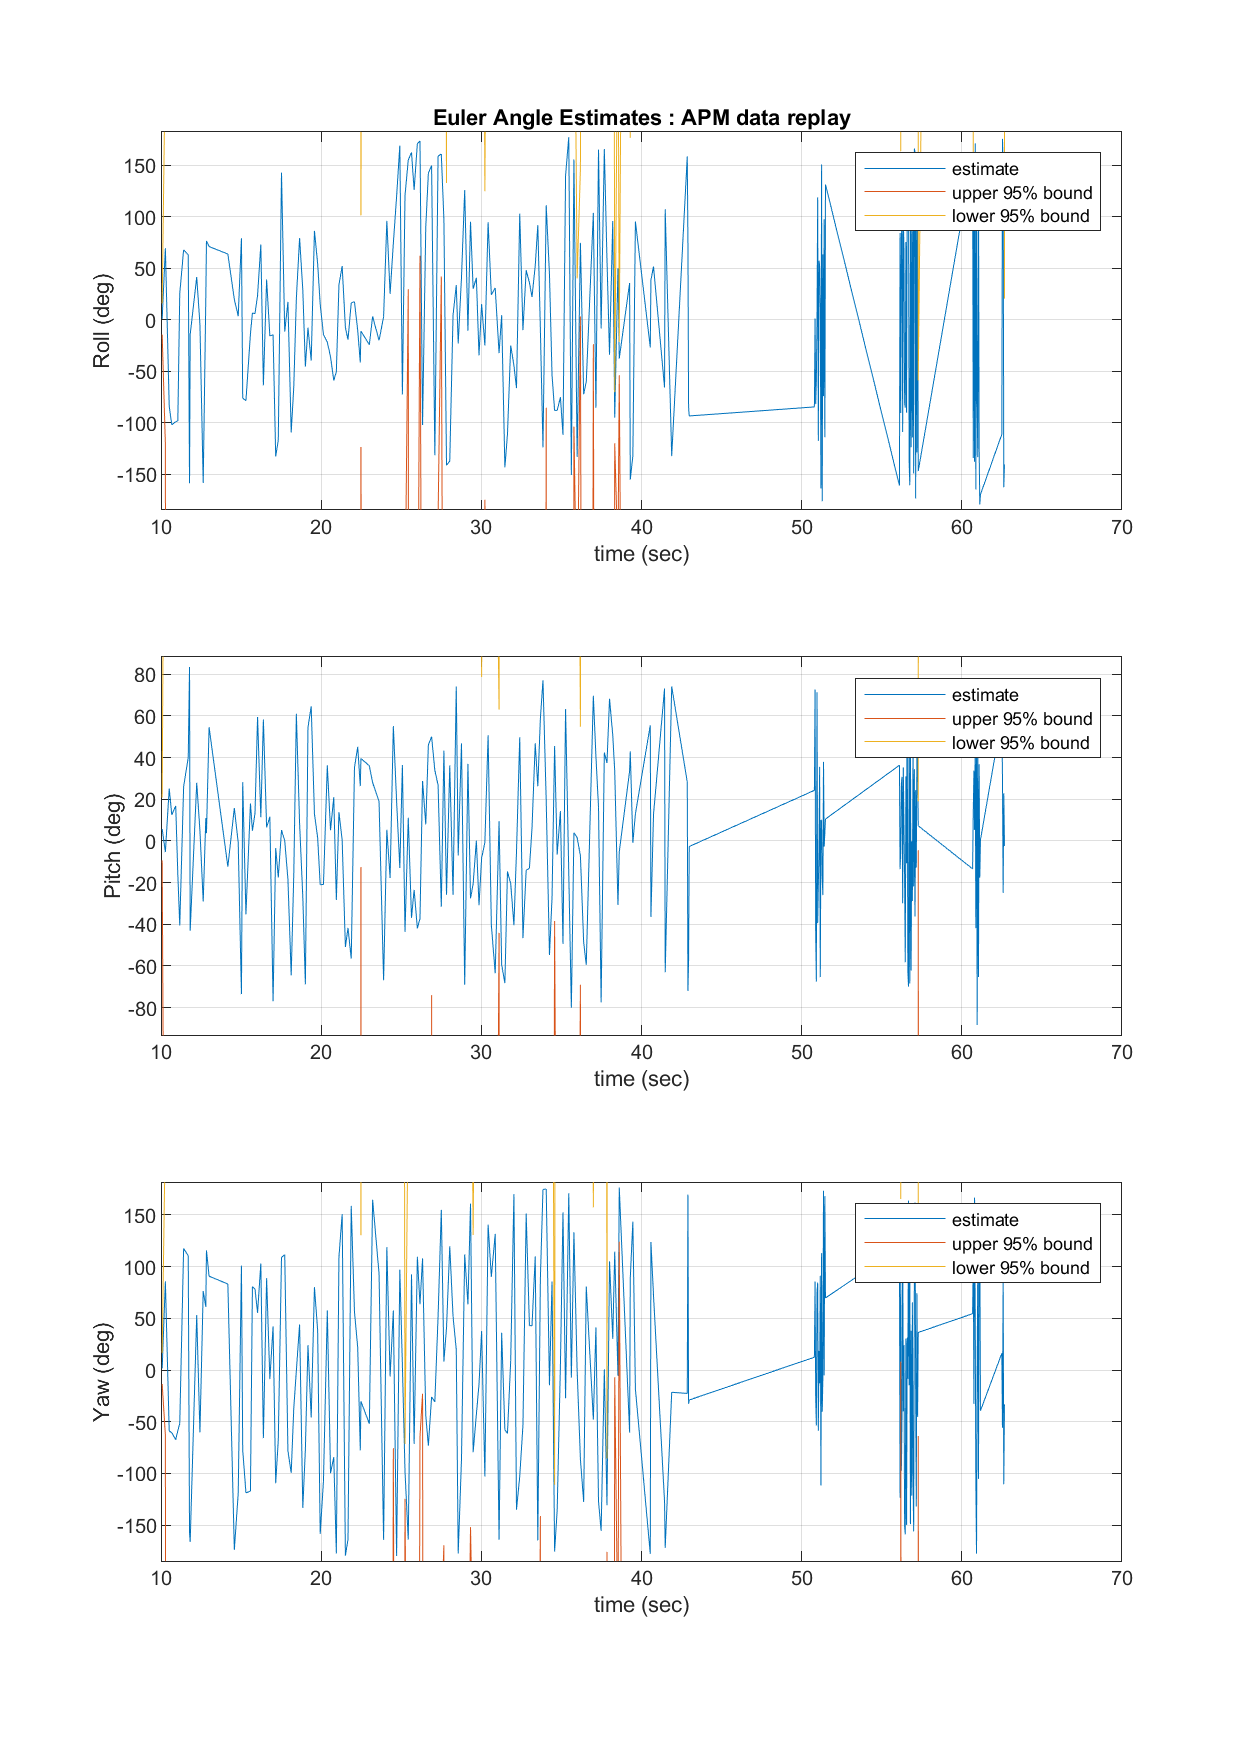 Euler Angle Estimates : APM data replay
150
100
50
0
-50
-100
-150
Roll (deg)
estimate
upper 95% bound
lower 95% bound
10 20 30 40 50 60 70
time (sec)
80
60
40
20
0
-20
-40
-60
-80
Pitch (deg)
estimate
upper 95% bound
lower 95% bound
10 20 30 40 50 60 70
time (sec)
150
100
50
0
-50
-100
-150
Yaw (deg)
estimate
upper 95% bound
lower 95% bound
10 20 30 40 50 60 70
time (sec)